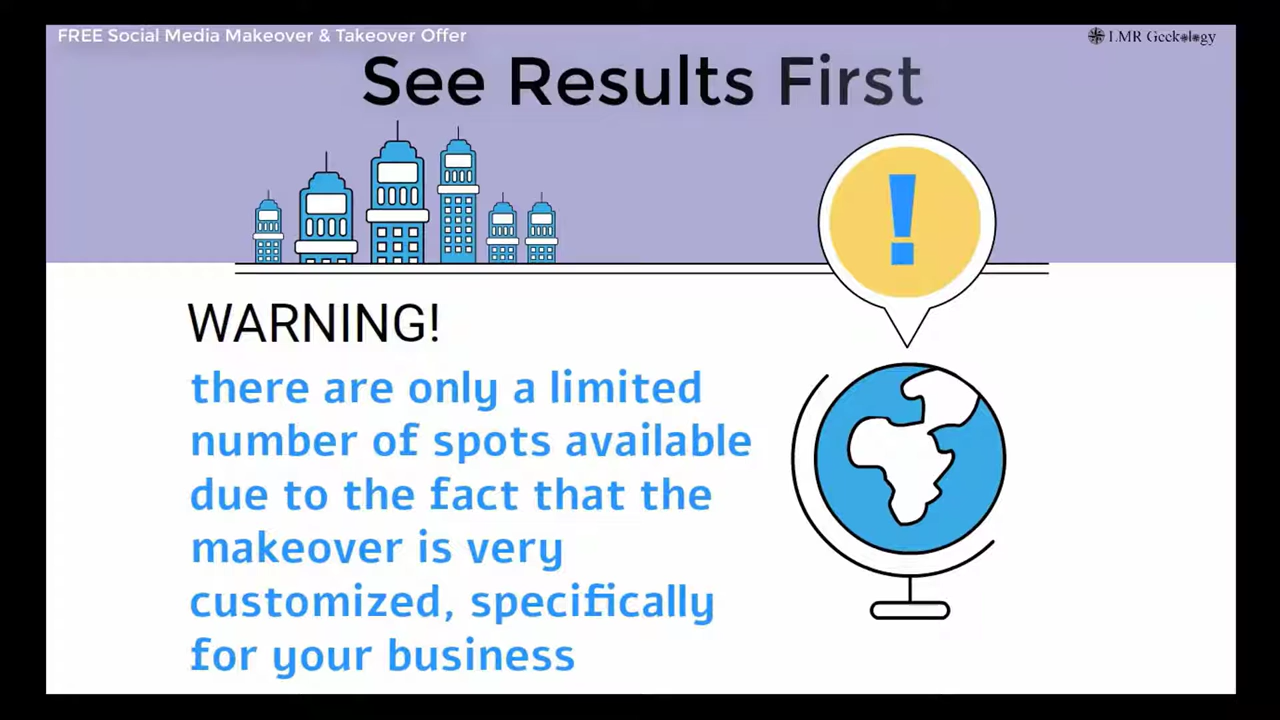 FREE Social Media Makeover & Takeover Offer
LMR Geekology
See Results First
!
WARNING!
there are only a limited
number of spots available
due to the fact that the
makeover is very
customized, specifically
for your business